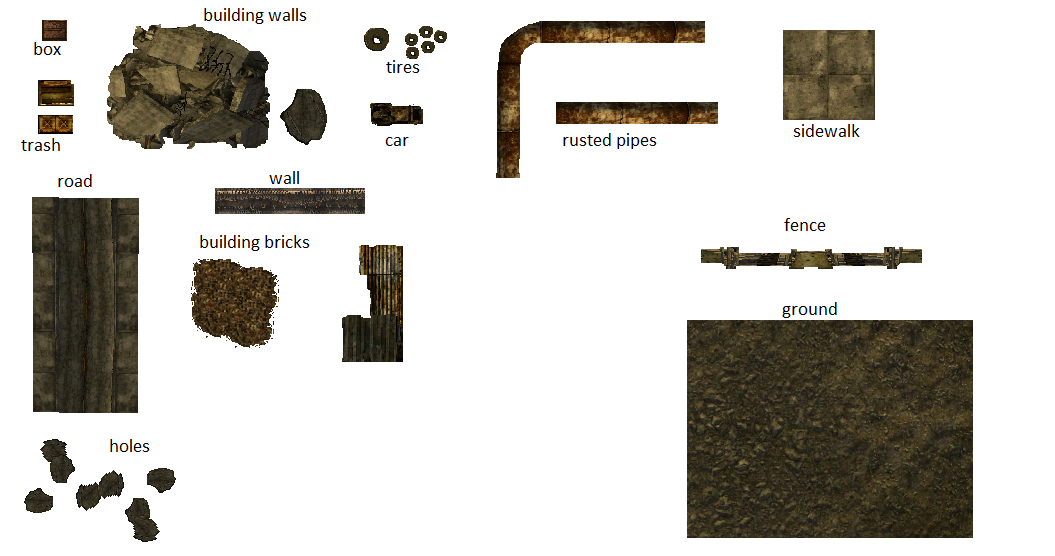 building walls
box
tires
trash
car
rusted pipes
sidewalk
road
wall
building bricks
fence
ground
holes